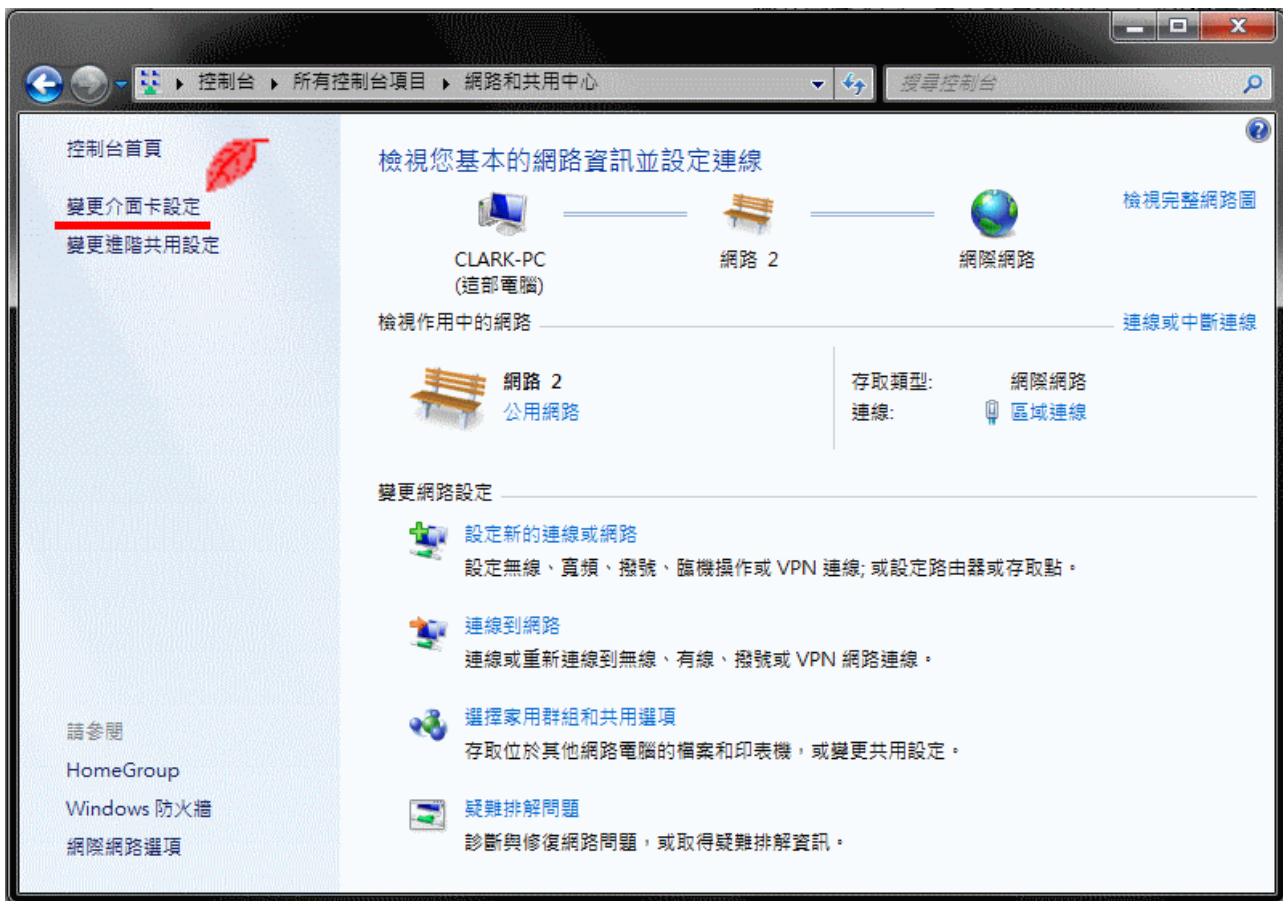 控制台 ▸ 所有控制台項目 ▸ 網路和共用中心
搜尋控制台
控制台首頁
變更介面卡設定
變更進階共用設定
檢視您基本的網路資訊並設定連線
檢視完整網路圖
CLARK-PC
(這部電腦)
網路 2
網際網路
檢視作用中的網路
連線或中斷連線
網路 2
公用網路
存取類型: 網際網路
連線: 區域連線
變更網路設定
設定新的連線或網路
設定無線、寬頻、撥號、臨機操作或 VPN 連線; 或設定路由器或存取點。
連線到網路
連線或重新連線到無線、有線、撥號或 VPN 網路連線。
選擇家用群組和共用選項
存取位於其他網路電腦的檔案和印表機，或變更共用設定。
疑難排解問題
診斷與修復網路問題，或取得疑難排解資訊。
請參閱
HomeGroup
Windows 防火牆
網際網路選項